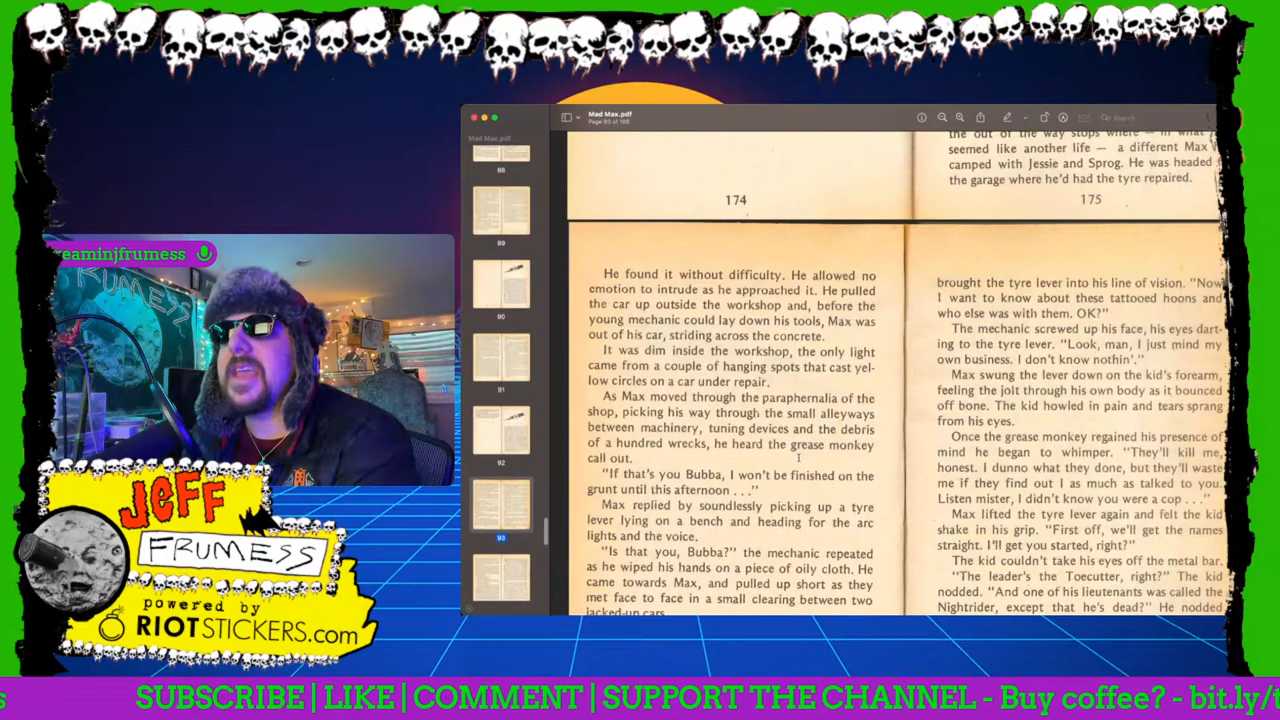 Mad Max.pdf
Page 93 of 108
Search
Mad Max.pdf
88
89
90
91
92
93
the out of the way stops where — in what
seemed like another life — a different Max
camped with Jessie and Sprog. He was headed
the garage where he'd had the tyre repaired.
174
175
He found it without difficulty. He allowed no
emotion to intrude as he approached it. He pulled
the car up outside the workshop and, before the
young mechanic could lay down his tools, Max was
out of his car, striding across the concrete.
It was dim inside the workshop, the only light
came from a couple of hanging spots that cast yel-
low circles on a car under repair.
As Max moved through the paraphernalia of the
shop, picking his way through the small alleyways
between machinery, tuning devices and the debris
of a hundred wrecks, he heard the grease monkey
call out.
"If that's you Bubba, I won't be finished on the
grunt until this afternoon . . ."
Max replied by soundlessly picking up a tyre
lever lying on a bench and heading for the arc
lights and the voice.
"Is that you, Bubba?" the mechanic repeated
as he wiped his hands on a piece of oily cloth. He
came towards Max, and pulled up short as they
met face to face in a small clearing between two
jacked-up cars.
brought the tyre lever into his line of vision. "Now
I want to know about these tattooed hoons and
who else was with them. OK?"
The mechanic screwed up his face, his eyes dart-
ing to the tyre lever. "Look, man, I just mind my
own business. I don't know nothin'."
Max swung the lever down on the kid's forearm,
feeling the jolt through his own body as it bounced
off bone. The kid howled in pain and tears sprang
from his eyes.
Once the grease monkey regained his presence of
mind he began to whimper. "They'll kill me,
honest. I dunno what they done, but they'll waste
me if they find out I as much as talked to you.
Listen mister, I didn't know you were a cop . . ."
Max lifted the tyre lever again and felt the kid
shake in his grip. "First off, we'll get the names
straight. I'll get you started, right?"
The kid couldn't take his eyes off the metal bar.
"The leader's the Toecutter, right?" The kid
nodded. "And one of his lieutenants was called the
Nightrider, except that he's dead?" He nodded
reaminjfrumess
RUMESS
JEFF
FRUMESS
powered by
RIOTSTICKERS.com
s SUBSCRIBE | LIKE | COMMENT | SUPPORT THE CHANNEL - Buy coffee? - bit.ly/t